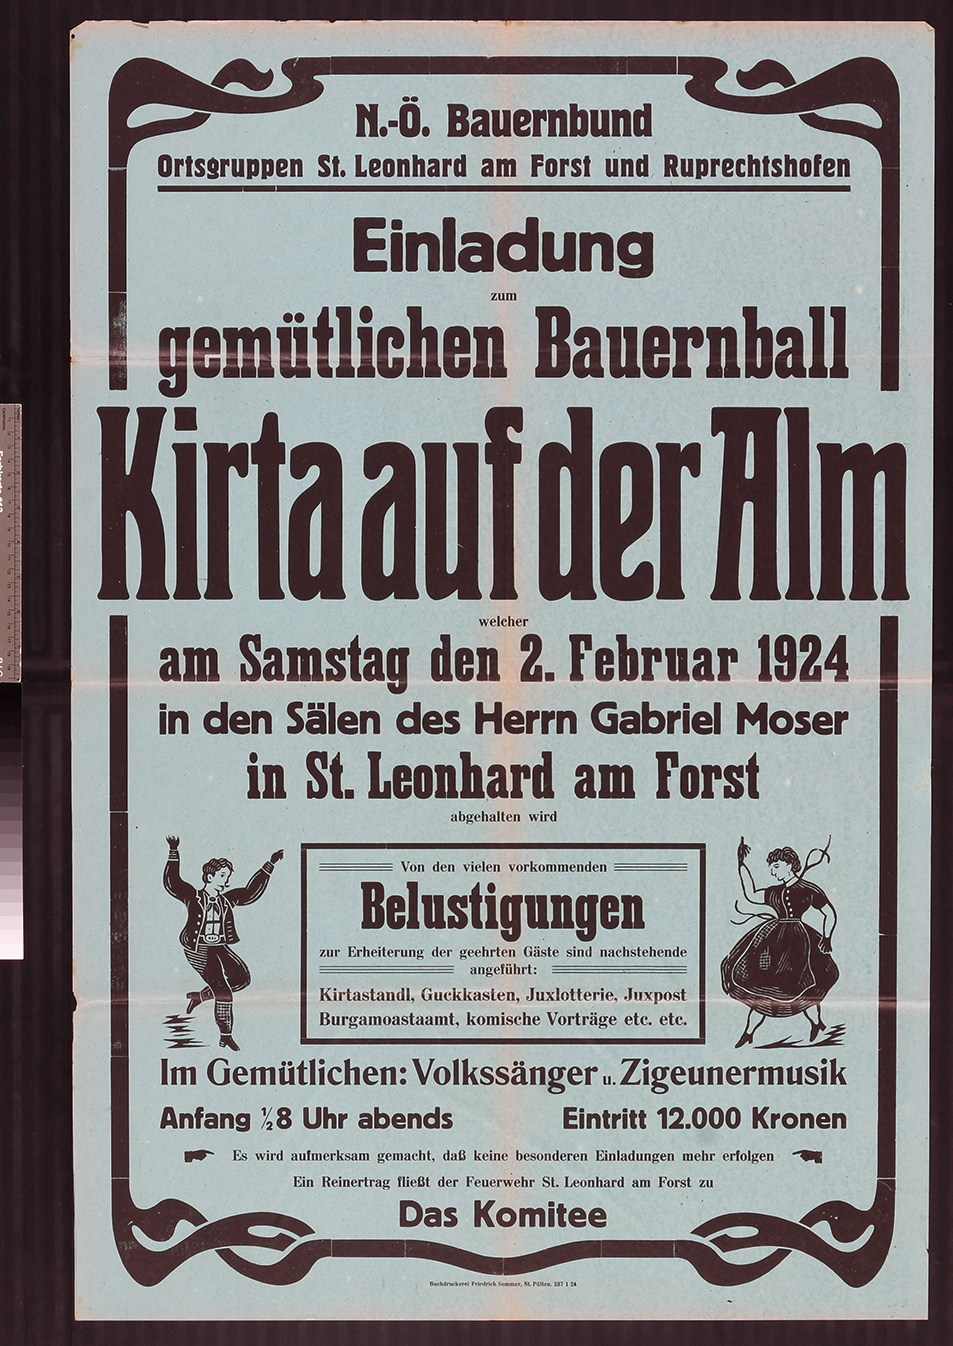 N.-Ö. Bauernbund
Ortsgruppen St. Leonhard am Forst und Ruprechtshofen
Einladung
zum
gemütlichen Bauernball
Kirta auf der Alm
welcher
am Samstag den 2. Februar 1924
in den Sälen des Herrn Gabriel Moser
in St. Leonhard am Forst
abgehalten wird
Von den vielen vorkommenden
Belustigungen
zur Erheiterung der geehrten Gäste sind nachstehende
angeführt:
Kirtastandl, Guckkasten, Juxlotterie, Juxpost
Burgamoastaamt, komische Vorträge etc. etc.
Im Gemütlichen: Volkssänger u. Zigeunermusik
Anfang ½8 Uhr abends Eintritt 12.000 Kronen
Es wird aufmerksam gemacht, daß keine besonderen Einladungen mehr erfolgen
Ein Reinertrag fließt der Feuerwehr St. Leonhard am Forst zu
Das Komitee
Buchdruckerei Friedrich Sommer, St. Pölten. 237 1 24